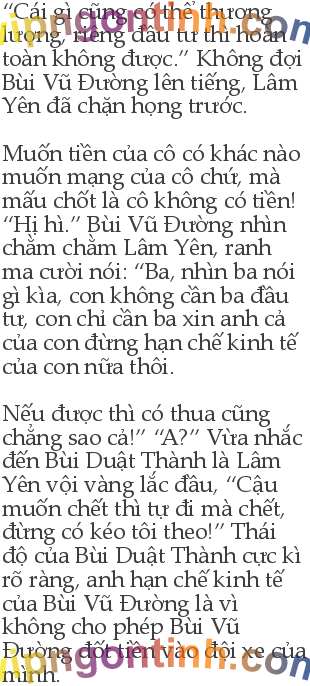 “Cái gì cũng có thể thương
lượng, riêng đầu tư thì hoàn
toàn không được.” Không đợi
Bùi Vũ Đường lên tiếng, Lâm
Yên đã chặn họng trước.
Muốn tiền của cô có khác nào
muốn mạng của cô chứ, mà
mấu chốt là cô không có tiền!
“Hị hì.” Bùi Vũ Đường nhìn
chằm chằm Lâm Yên, ranh
ma cười nói: “Ba, nhìn ba nói
gì kìa, con không cần ba đầu
tư, con chỉ cần ba xin anh cả
của con đừng hạn chế kinh tế
của con nữa thôi.
Nếu được thì có thua cũng
chẳng sao cả!” “A?” Vừa nhắc
đến Bùi Duật Thành là Lâm
Yên vội vàng lắc đầu, “Cậu
muốn chết thì tự đi mà chết,
đừng có kéo tôi theo!” Thái
độ của Bùi Duật Thành cực kì
rõ ràng, anh hạn chế kinh tế
của Bùi Vũ Đường là vì
không cho phép Bùi Vũ
Đường đốt tiền vào đội xe của
mình.
vipngontinh.com
vipngontinh.com